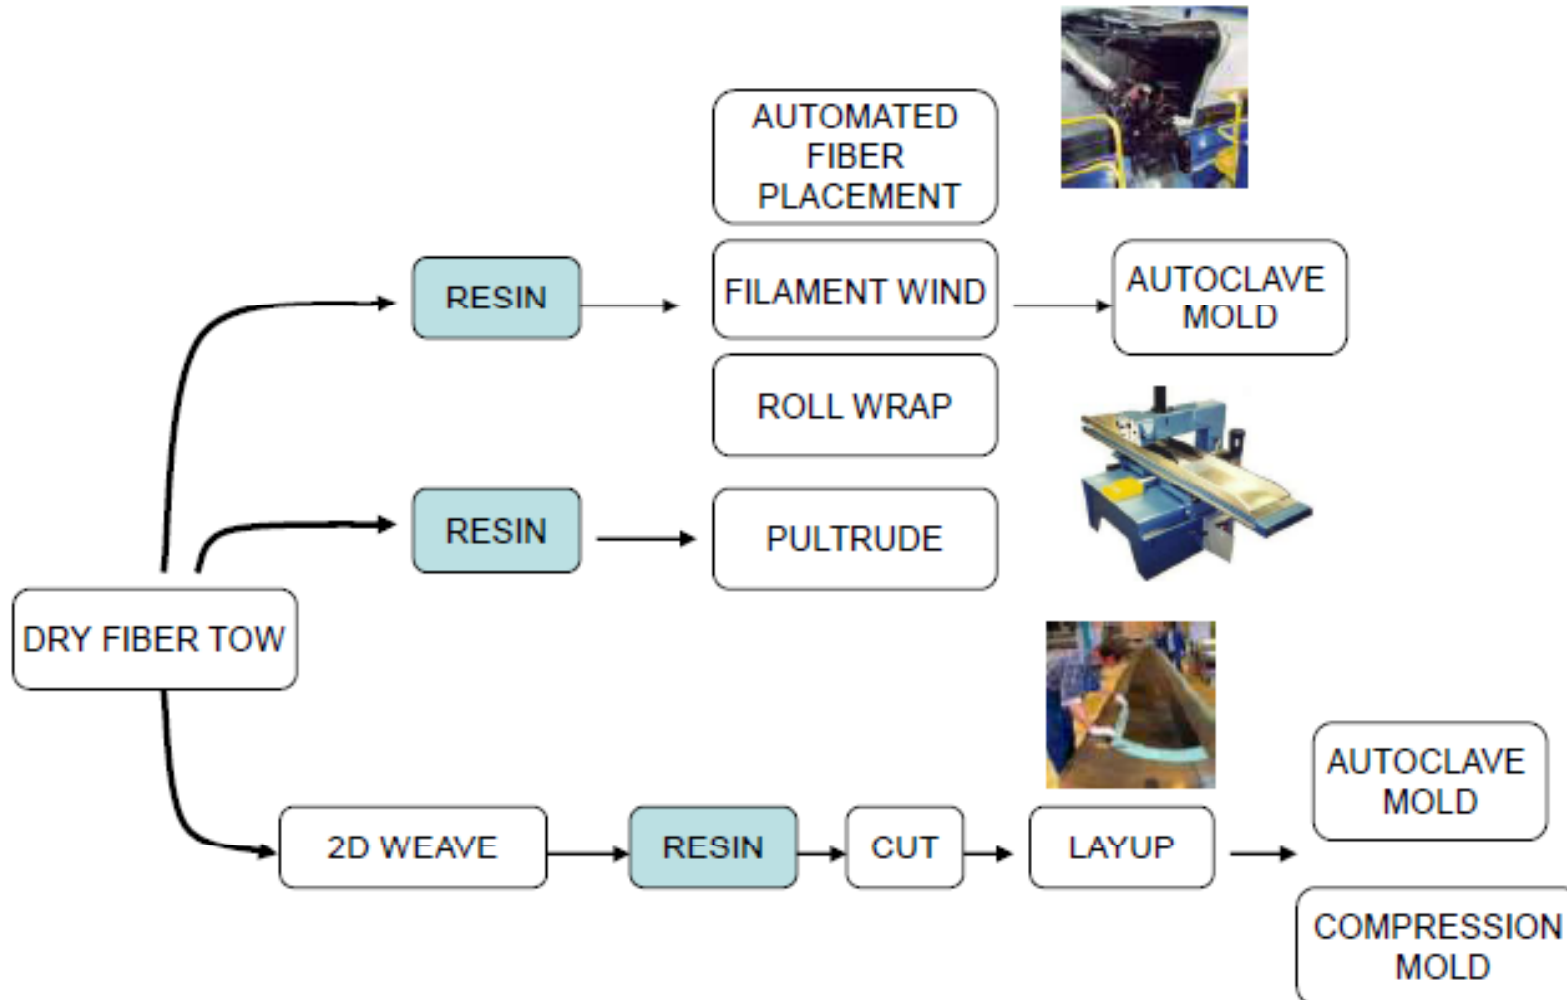 AUTOMATED
FIBER
PLACEMENT
RESIN
FILAMENT WIND
AUTOCLAVE
MOLD
ROLL WRAP
RESIN
PULTRUDE
DRY FIBER TOW
2D WEAVE
RESIN
CUT
LAYUP
AUTOCLAVE
MOLD
COMPRESSION
MOLD